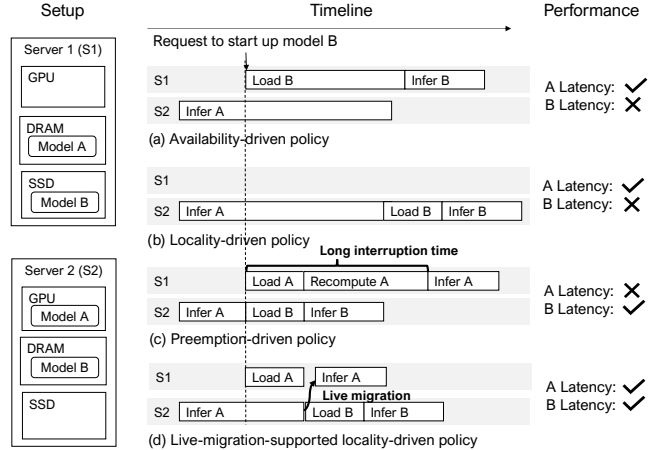 Setup
Timeline
Performance
Server 1 (S1)
GPU
DRAM
Model A
SSD
Model B
Server 2 (S2)
GPU
Model A
DRAM
Model B
SSD
Request to start up model B
S1 Load B Infer B
S2 Infer A
(a) Availability-driven policy
A Latency:
B Latency:
S1
S2 Infer A Load B Infer B
(b) Locality-driven policy
A Latency:
B Latency:
Long interruption time
S1 Load A Recompute A Infer A
S2 Infer A Load B Infer B
(c) Preemption-driven policy
A Latency:
B Latency:
S1 Load A Infer A
Live migration
S2 Infer A Load B Infer B
(d) Live-migration-supported locality-driven policy
A Latency:
B Latency: